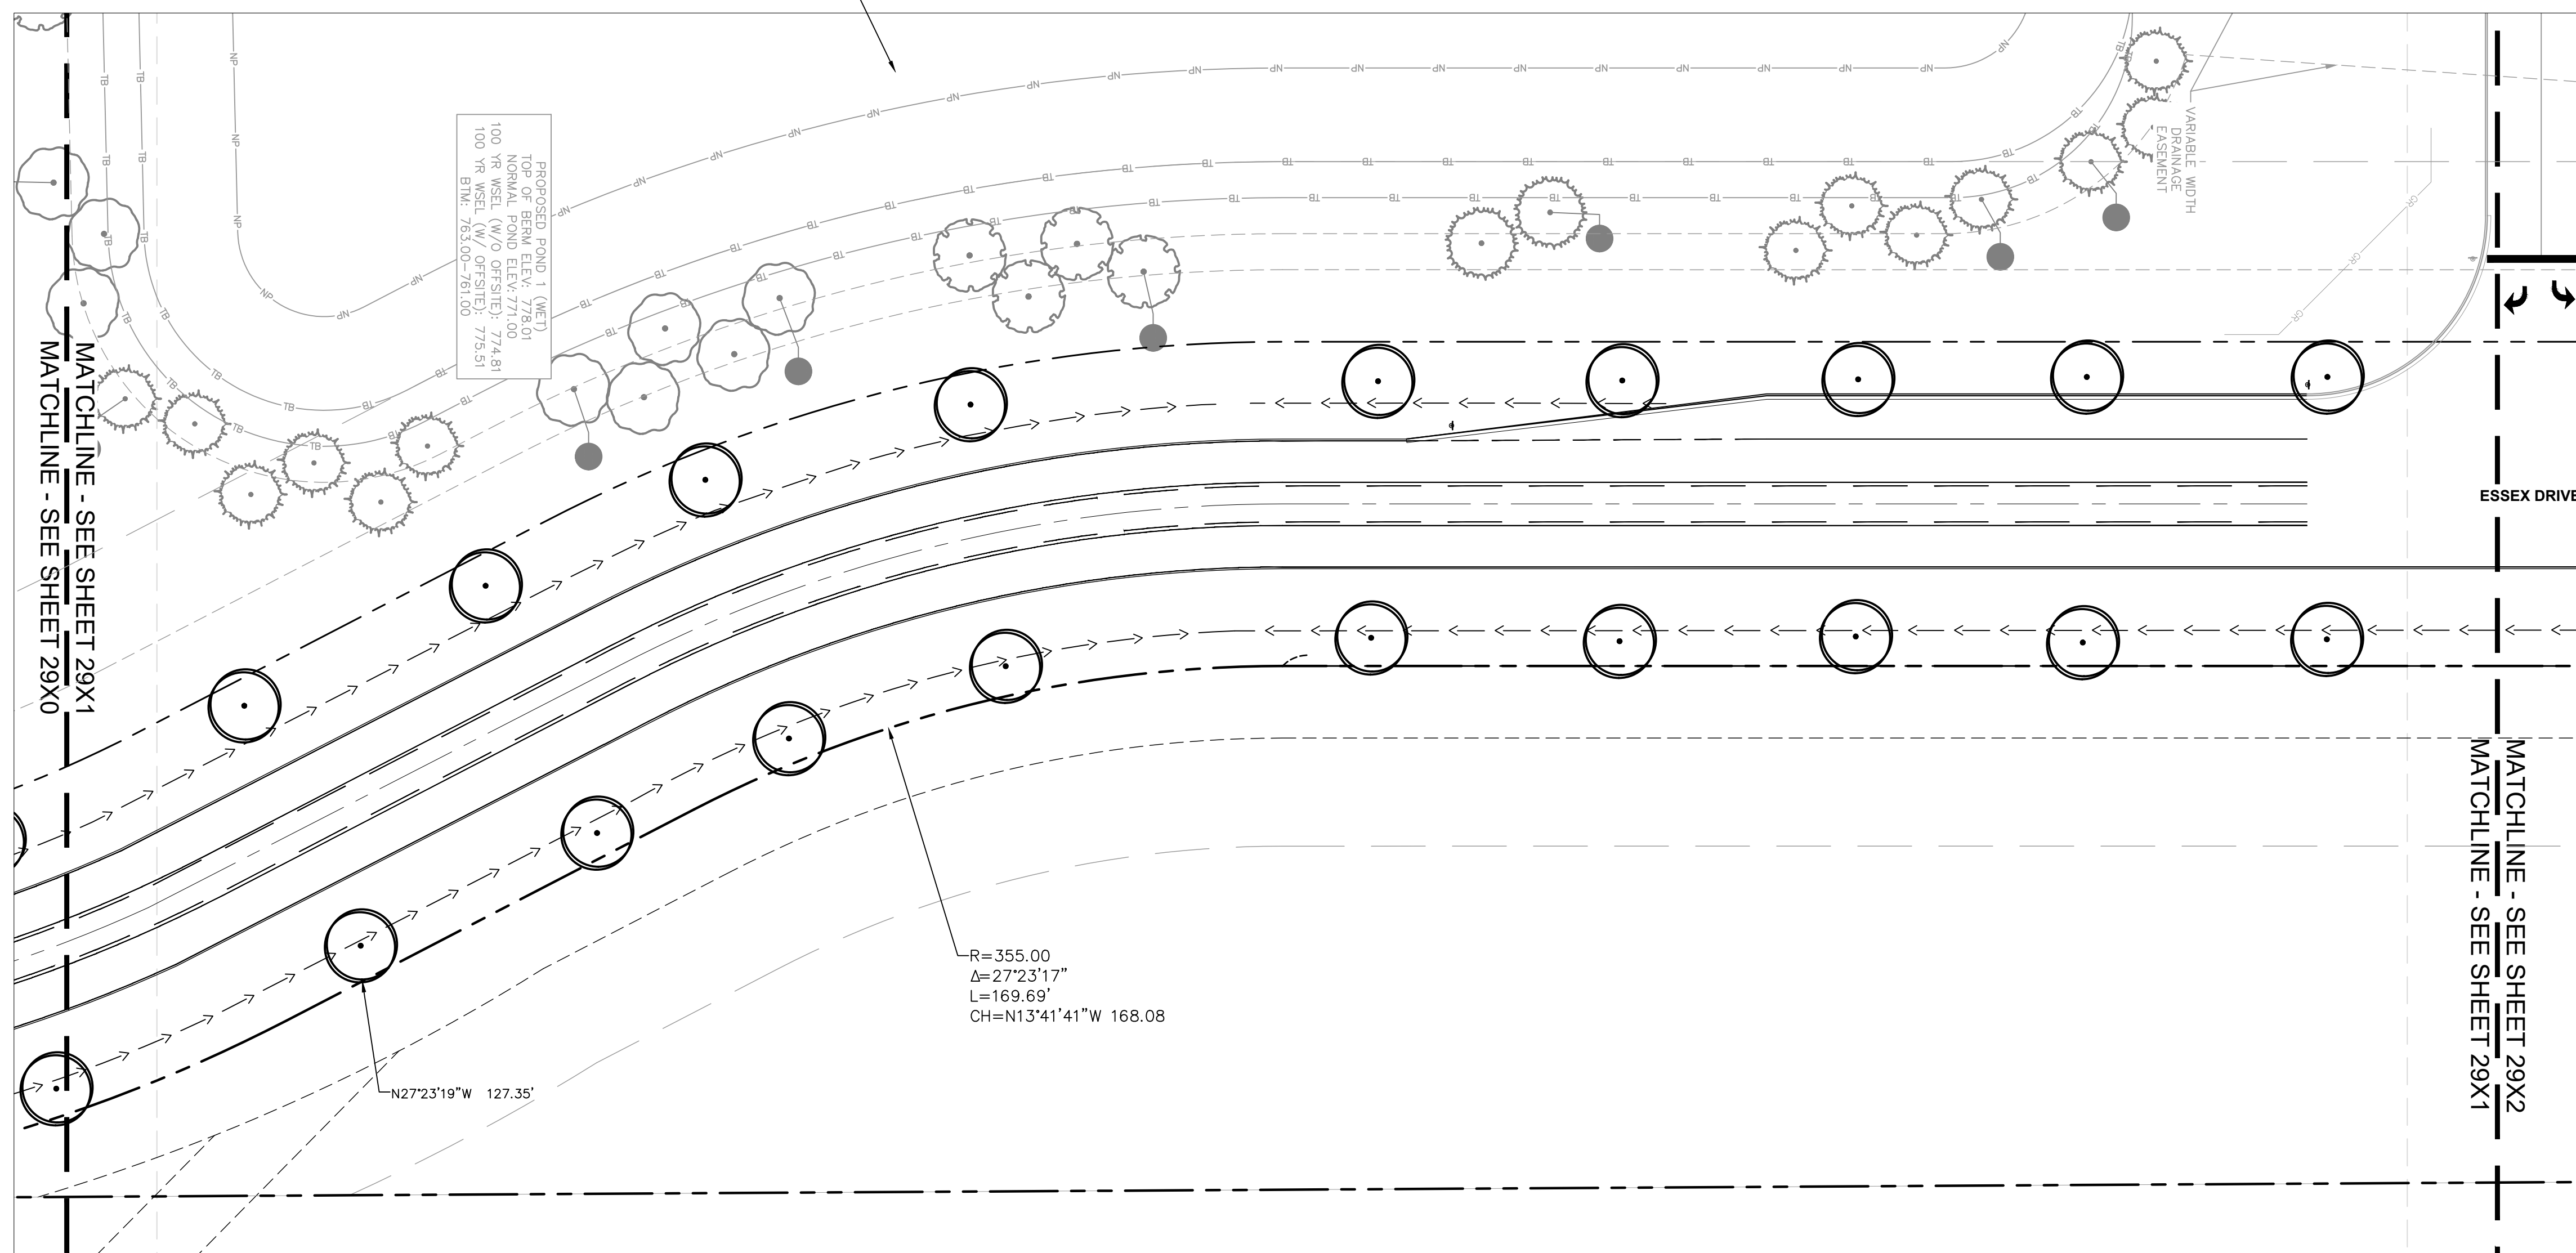 PROPOSED POND 1 (WET)
TOP OF BERM ELEV: 778.01
NORMAL POND ELEV: 771.00
100 YR WSEL (W/O OFFSITE): 774.81
100 YR WSEL (W/ OFFSITE): 775.51
BTM: 763.00-761.00
VARIABLE WIDTH
DRAINAGE
EASEMENT
MATCHLINE - SEE SHEET 29X1
MATCHLINE - SEE SHEET 29X0
ESSEX DRIVE
R=355.00
Δ=27°23'17"
L=169.69'
CH=N13°41'41"W 168.08
N27°23'19"W 127.35'
MATCHLINE - SEE SHEET 29X2
MATCHLINE - SEE SHEET 29X1
NP
TB
GR